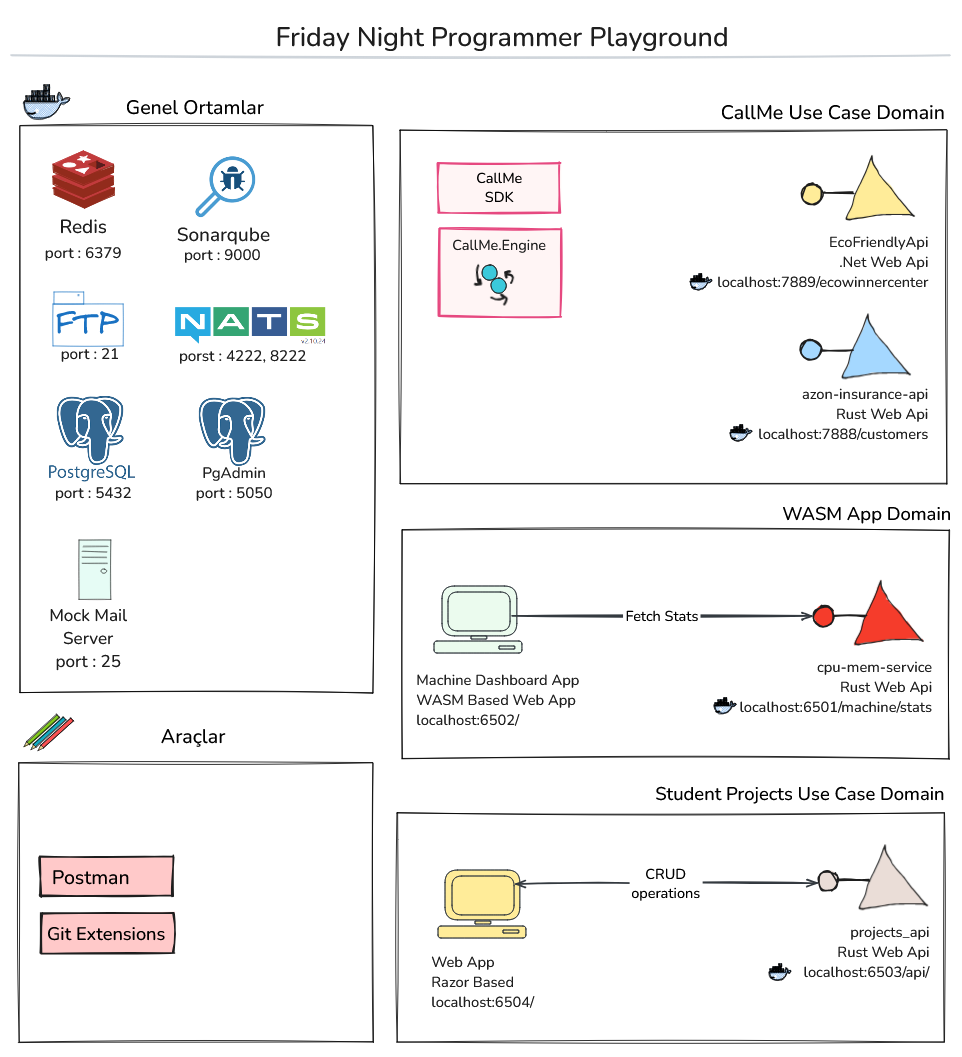 Friday Night Programmer Playground
Genel Ortamlar
Redis
port : 6379
Sonarqube
port : 9000
FTP
port : 21
NATS
v2.10.24
porst : 4222, 8222
PostgreSQL
port : 5432
PgAdmin
port : 5050
Mock Mail
Server
port : 25
Araçlar
Postman
Git Extensions
CallMe Use Case Domain
CallMe
SDK
CallMe.Engine
EcoFriendlyApi
.Net Web Api
localhost:7889/ecowinnercenter
azon-insurance-api
Rust Web Api
localhost:7888/customers
WASM App Domain
Fetch Stats
Machine Dashboard App
WASM Based Web App
localhost:6502/
cpu-mem-service
Rust Web Api
localhost:6501/machine/stats
Student Projects Use Case Domain
CRUD
operations
Web App
Razor Based
localhost:6504/
projects_api
Rust Web Api
localhost:6503/api/